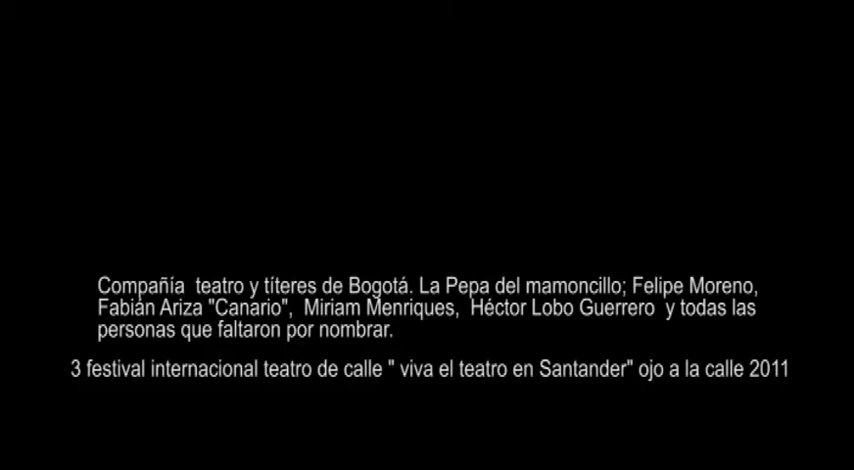 Compañía  teatro y títeres de Bogotá. La Pepa del mamoncillo; Felipe Moreno,
Fabián Ariza "Canario",  Miriam Menriques,  Héctor Lobo Guerrero  y todas las
personas que faltaron por nombrar.
3 festival internacional teatro de calle " viva el teatro en Santander" ojo a la calle 2011